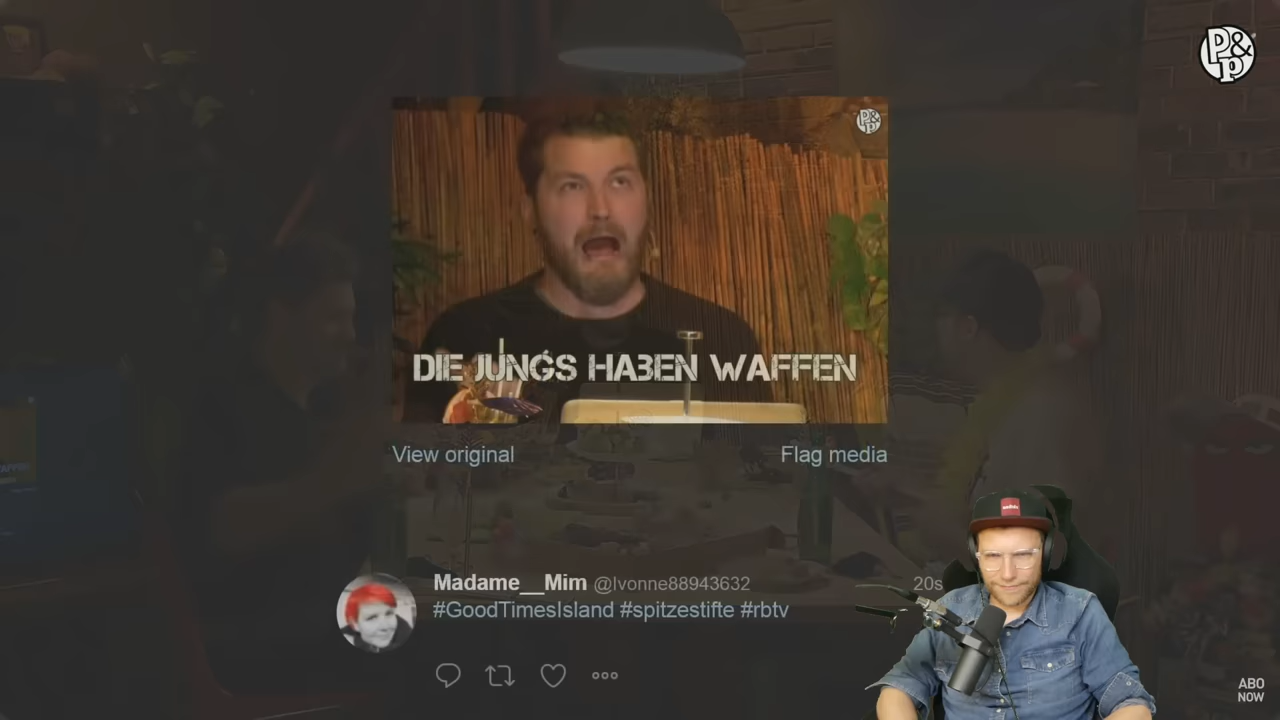 P&P
P&P
DIE JUNGS HABEN WAFFEN
View original
Flag media
Madame__Mim @Ivonne88943632
20s
#GoodTimesIsland #spitzestifte #rbtv
ABO
NOW